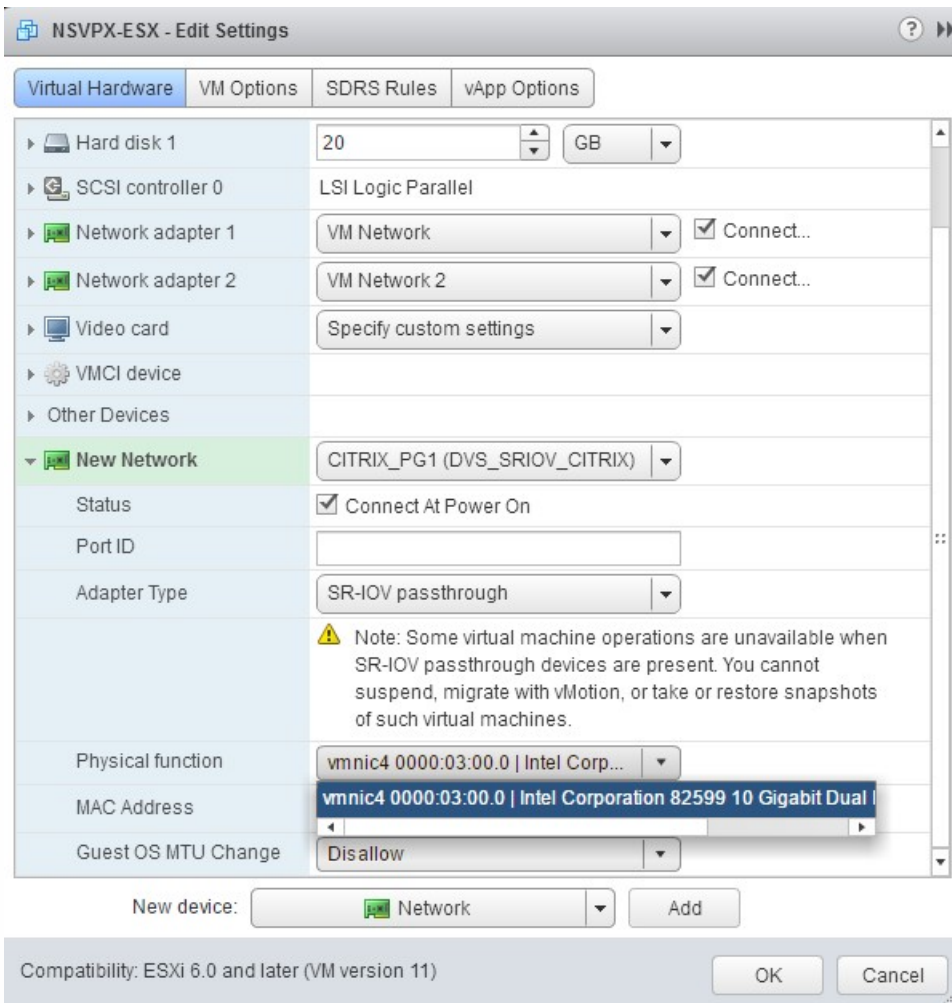 NSVPX-ESX - Edit Settings
Virtual Hardware VM Options SDRS Rules vApp Options
Hard disk 1 20 GB
SCSI controller 0 LSI Logic Parallel
Network adapter 1 VM Network Connect...
Network adapter 2 VM Network 2 Connect...
Video card Specify custom settings
VMCI device
Other Devices
New Network CITRIX_PG1 (DVS_SRIOV_CITRIX)
Status Connect At Power On
Port ID
Adapter Type SR-IOV passthrough
Note: Some virtual machine operations are unavailable when
SR-IOV passthrough devices are present. You cannot
suspend, migrate with vMotion, or take or restore snapshots
of such virtual machines.
Physical function vmnic4 0000:03:00.0 | Intel Corp...
vmnic4 0000:03:00.0 | Intel Corporation 82599 10 Gigabit Dual
MAC Address
Guest OS MTU Change Disallow
New device: Network Add
Compatibility: ESXi 6.0 and later (VM version 11) OK Cancel